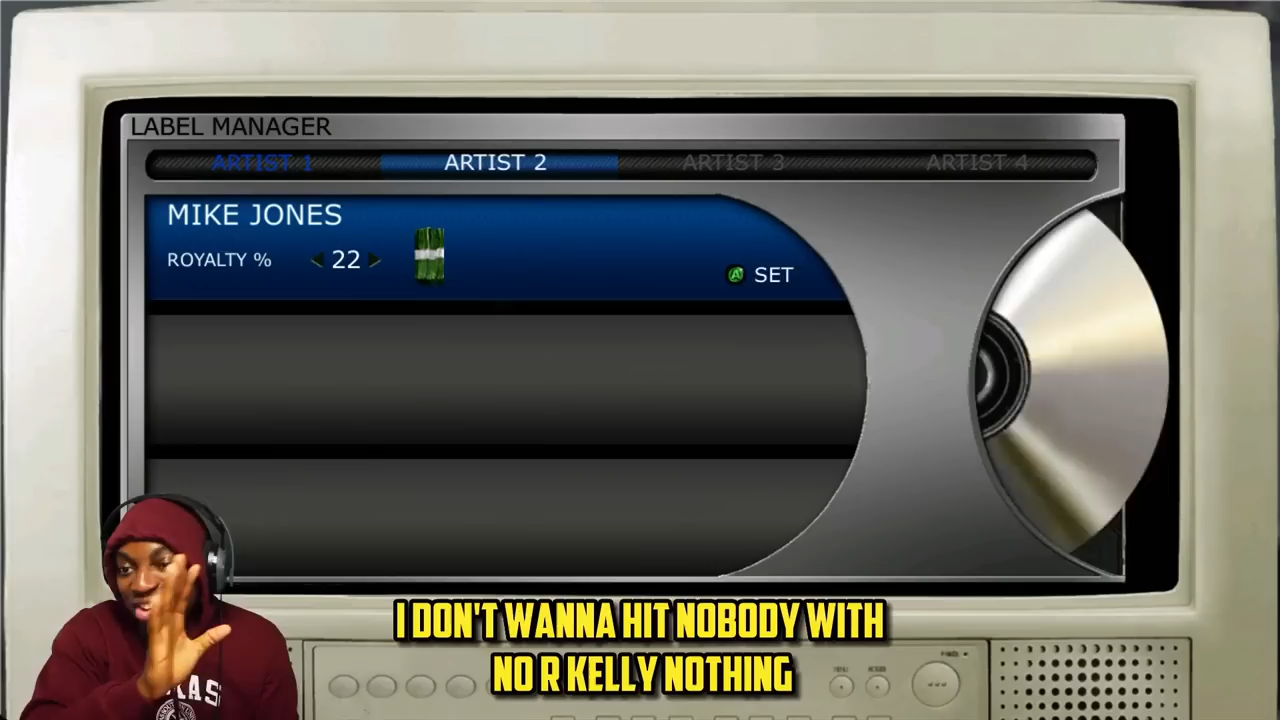 LABEL MANAGER
ARTIST 1 ARTIST 2 ARTIST 3 ARTIST 4
MIKE JONES
ROYALTY % 22
A SET
I DON'T WANNA HIT NOBODY WITH
NO R KELLY NOTHING
MENU